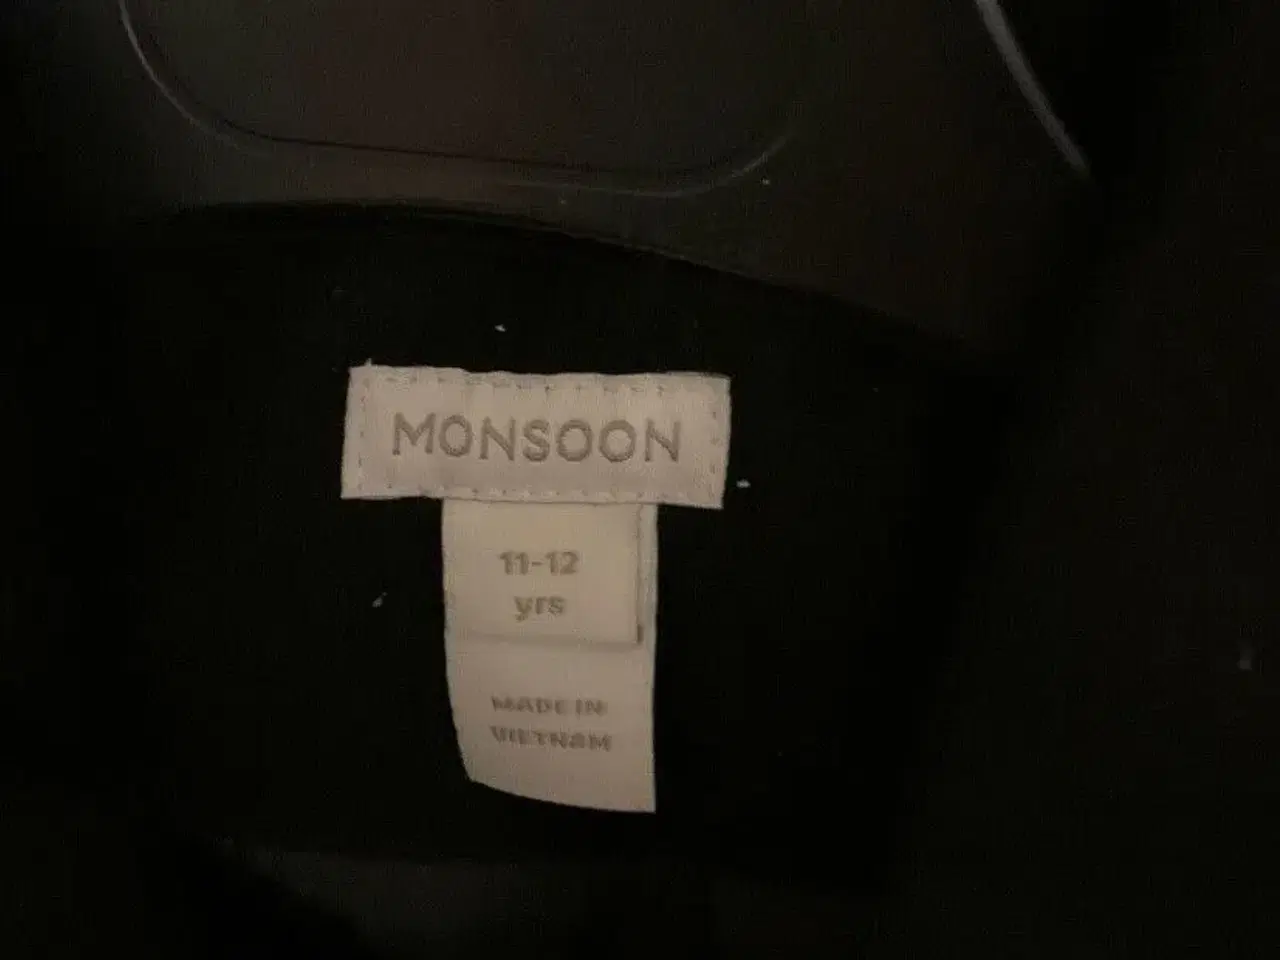 MONSOON
11-12
yrs
MADE IN
VIETNAM